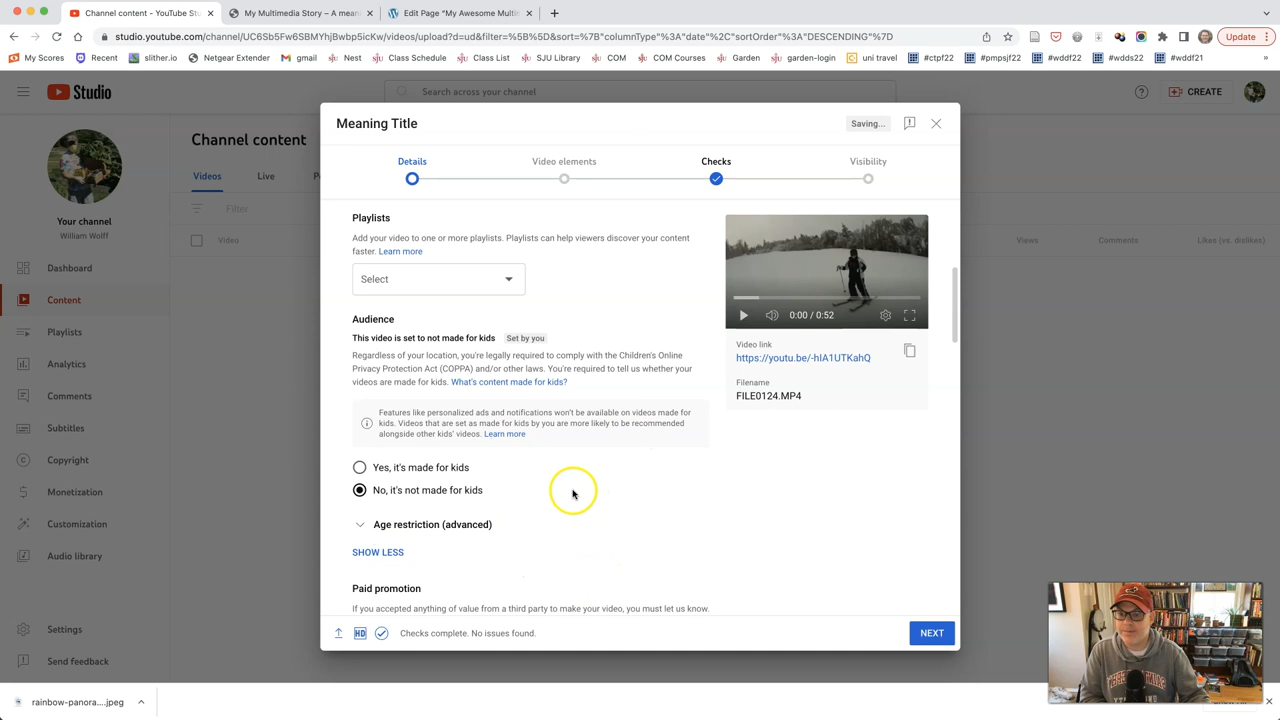 Channel content - YouTube Stu
My Multimedia Story – A meani
Edit Page "My Awesome Multim
studio.youtube.com/channel/UC6Sb5Fw6SBMYhjBwbp5icKw/videos/upload?d=ud&filter=%5B%5D&sort=%7B"columnType"%3A"date"%2C"sortOrder"%3A"DESCENDING"%7D
Update
My Scores
Recent
slither.io
Netgear Extender
gmail
Nest
Class Schedule
Class List
SJU Library
COM
COM Courses
Garden
garden-login
uni travel
#ctpf22
#pmpsjf22
#wddf22
#wdds22
#wddf21
»
Studio
Search across your channel
CREATE
Your channel
William Wolff
Dashboard
Content
Playlists
Analytics
Comments
Subtitles
Copyright
Monetization
Customization
Audio library
Settings
Send feedback
Channel content
Videos
Live
Filter
Video
Views
Comments
Likes (vs. dislikes)
Meaning Title
Saving...
Details
Video elements
Checks
Visibility
Playlists
Add your video to one or more playlists. Playlists can help viewers discover your content
faster. Learn more
Select
Audience
This video is set to not made for kids
Set by you
Regardless of your location, you're legally required to comply with the Children's Online
Privacy Protection Act (COPPA) and/or other laws. You're required to tell us whether your
videos are made for kids. What's content made for kids?
Features like personalized ads and notifications won't be available on videos made for
kids. Videos that are set as made for kids by you are more likely to be recommended
alongside other kids' videos. Learn more
Yes, it's made for kids
No, it's not made for kids
Age restriction (advanced)
SHOW LESS
Paid promotion
If you accepted anything of value from a third party to make your video, you must let us know.
0:00 / 0:52
Video link
https://youtu.be/-hIA1UTKahQ
Filename
FILE0124.MP4
HD
Checks complete. No issues found.
NEXT
rainbow-panora....jpeg